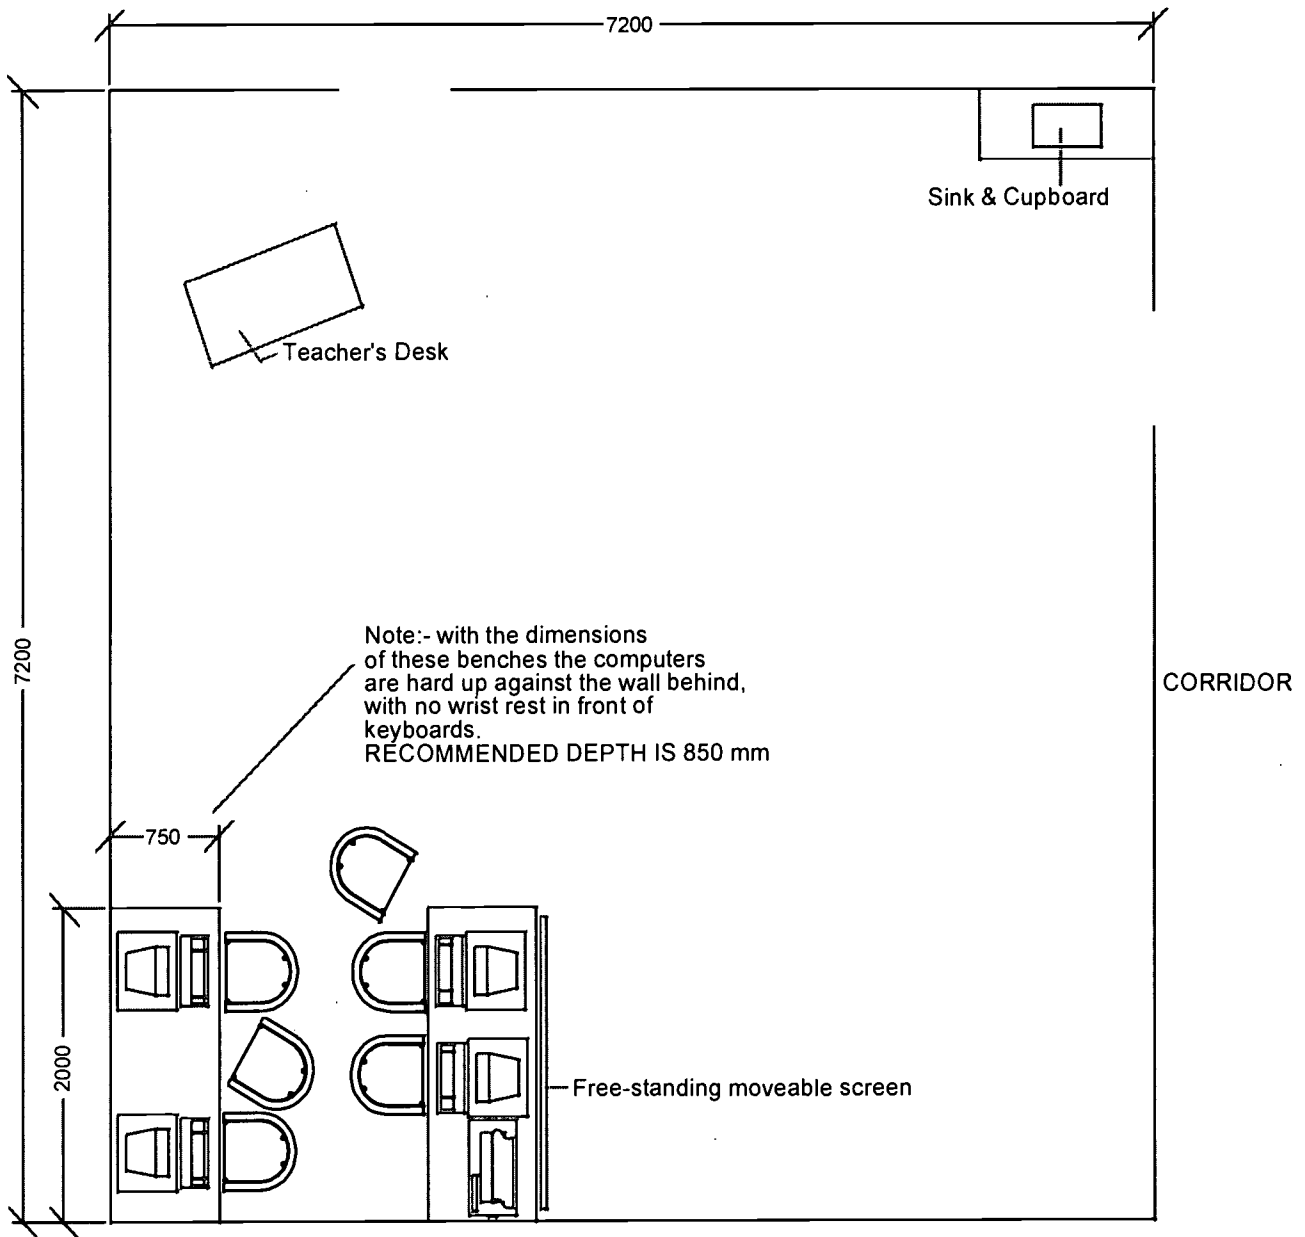 7200
Sink & Cupboard
Teacher's Desk
7200
Note:- with the dimensions
of these benches the computers
are hard up against the wall behind,
with no wrist rest in front of
keyboards.
RECOMMENDED DEPTH IS 850 mm
CORRIDOR
750
2000
Free-standing moveable screen